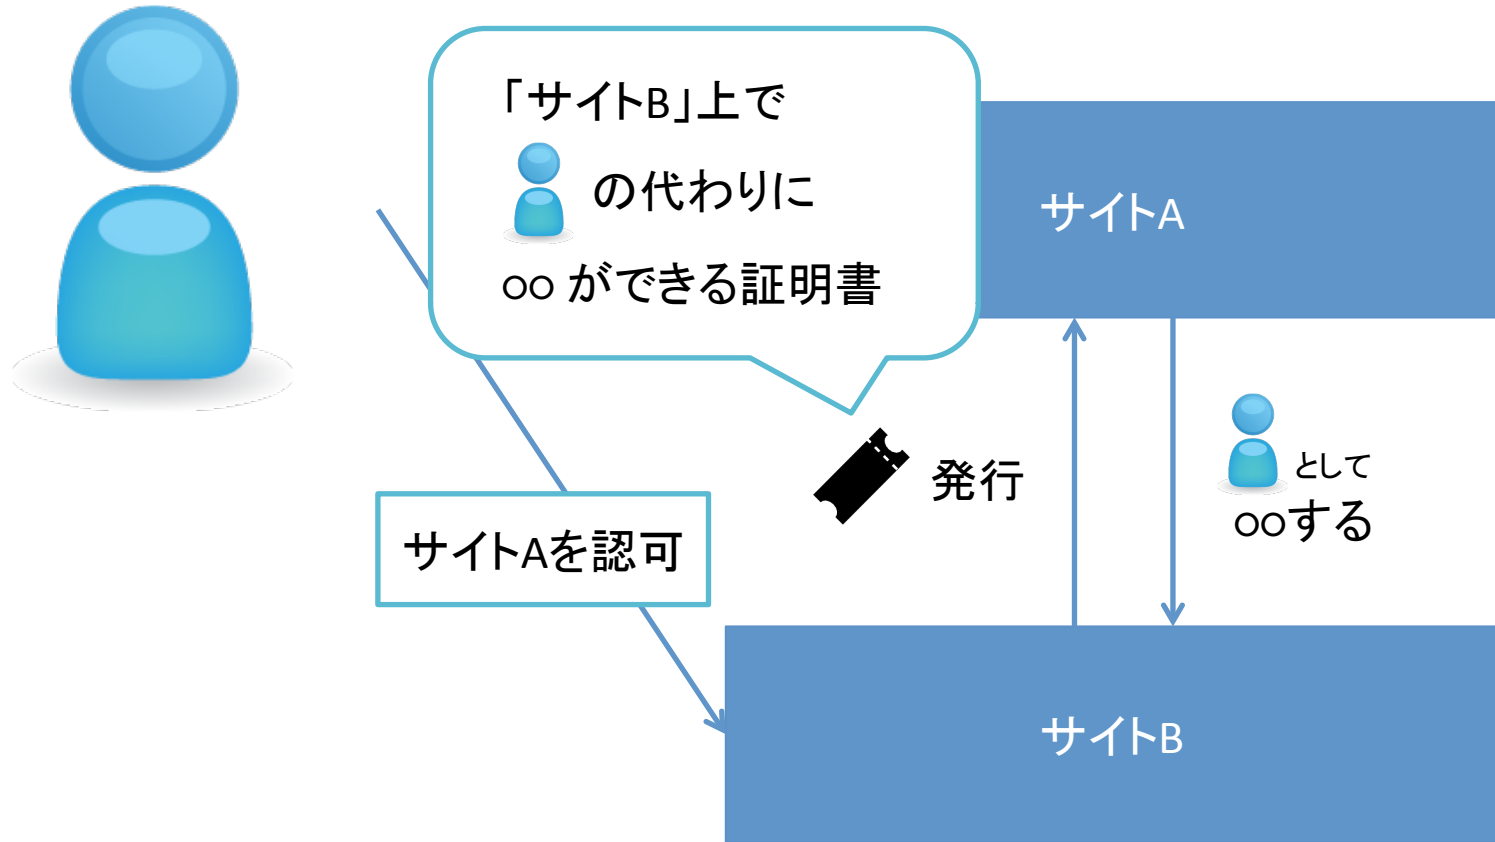 「サイトB」上で
の代わりに
○○ ができる証明書
サイトA
発行
として
○○する
サイトAを認可
サイトB